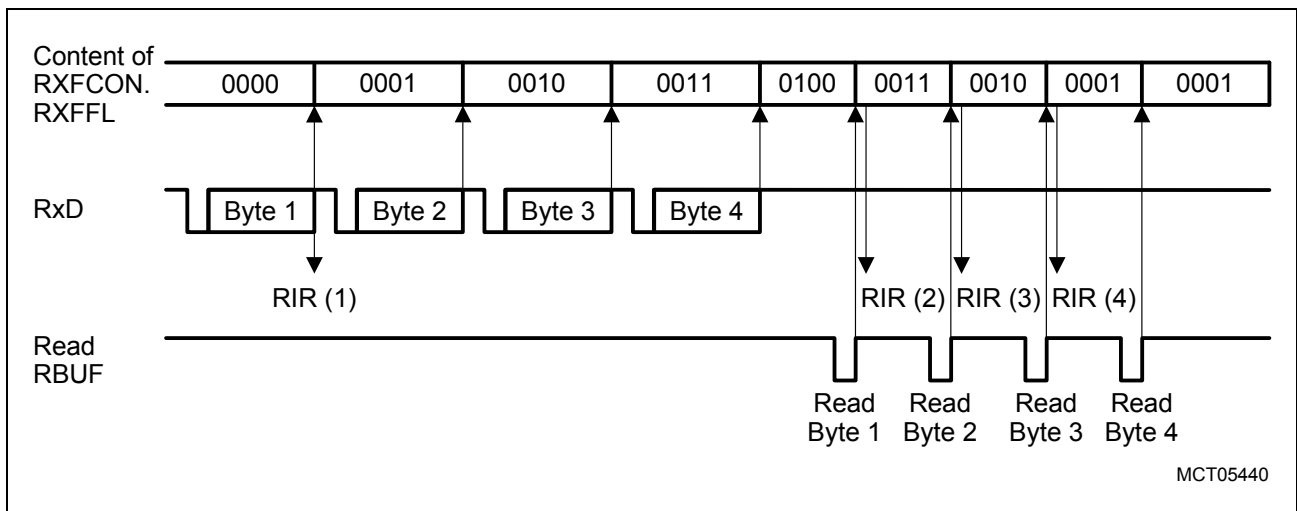 Content of
RXFCON.
RXFFL
0000 0001 0010 0011 0100 0011 0010 0001 0001
RxD
Byte 1 Byte 2 Byte 3 Byte 4
RIR (1) RIR (2) RIR (3) RIR (4)
Read
RBUF
Read Read Read Read
Byte 1 Byte 2 Byte 3 Byte 4
MCT05440